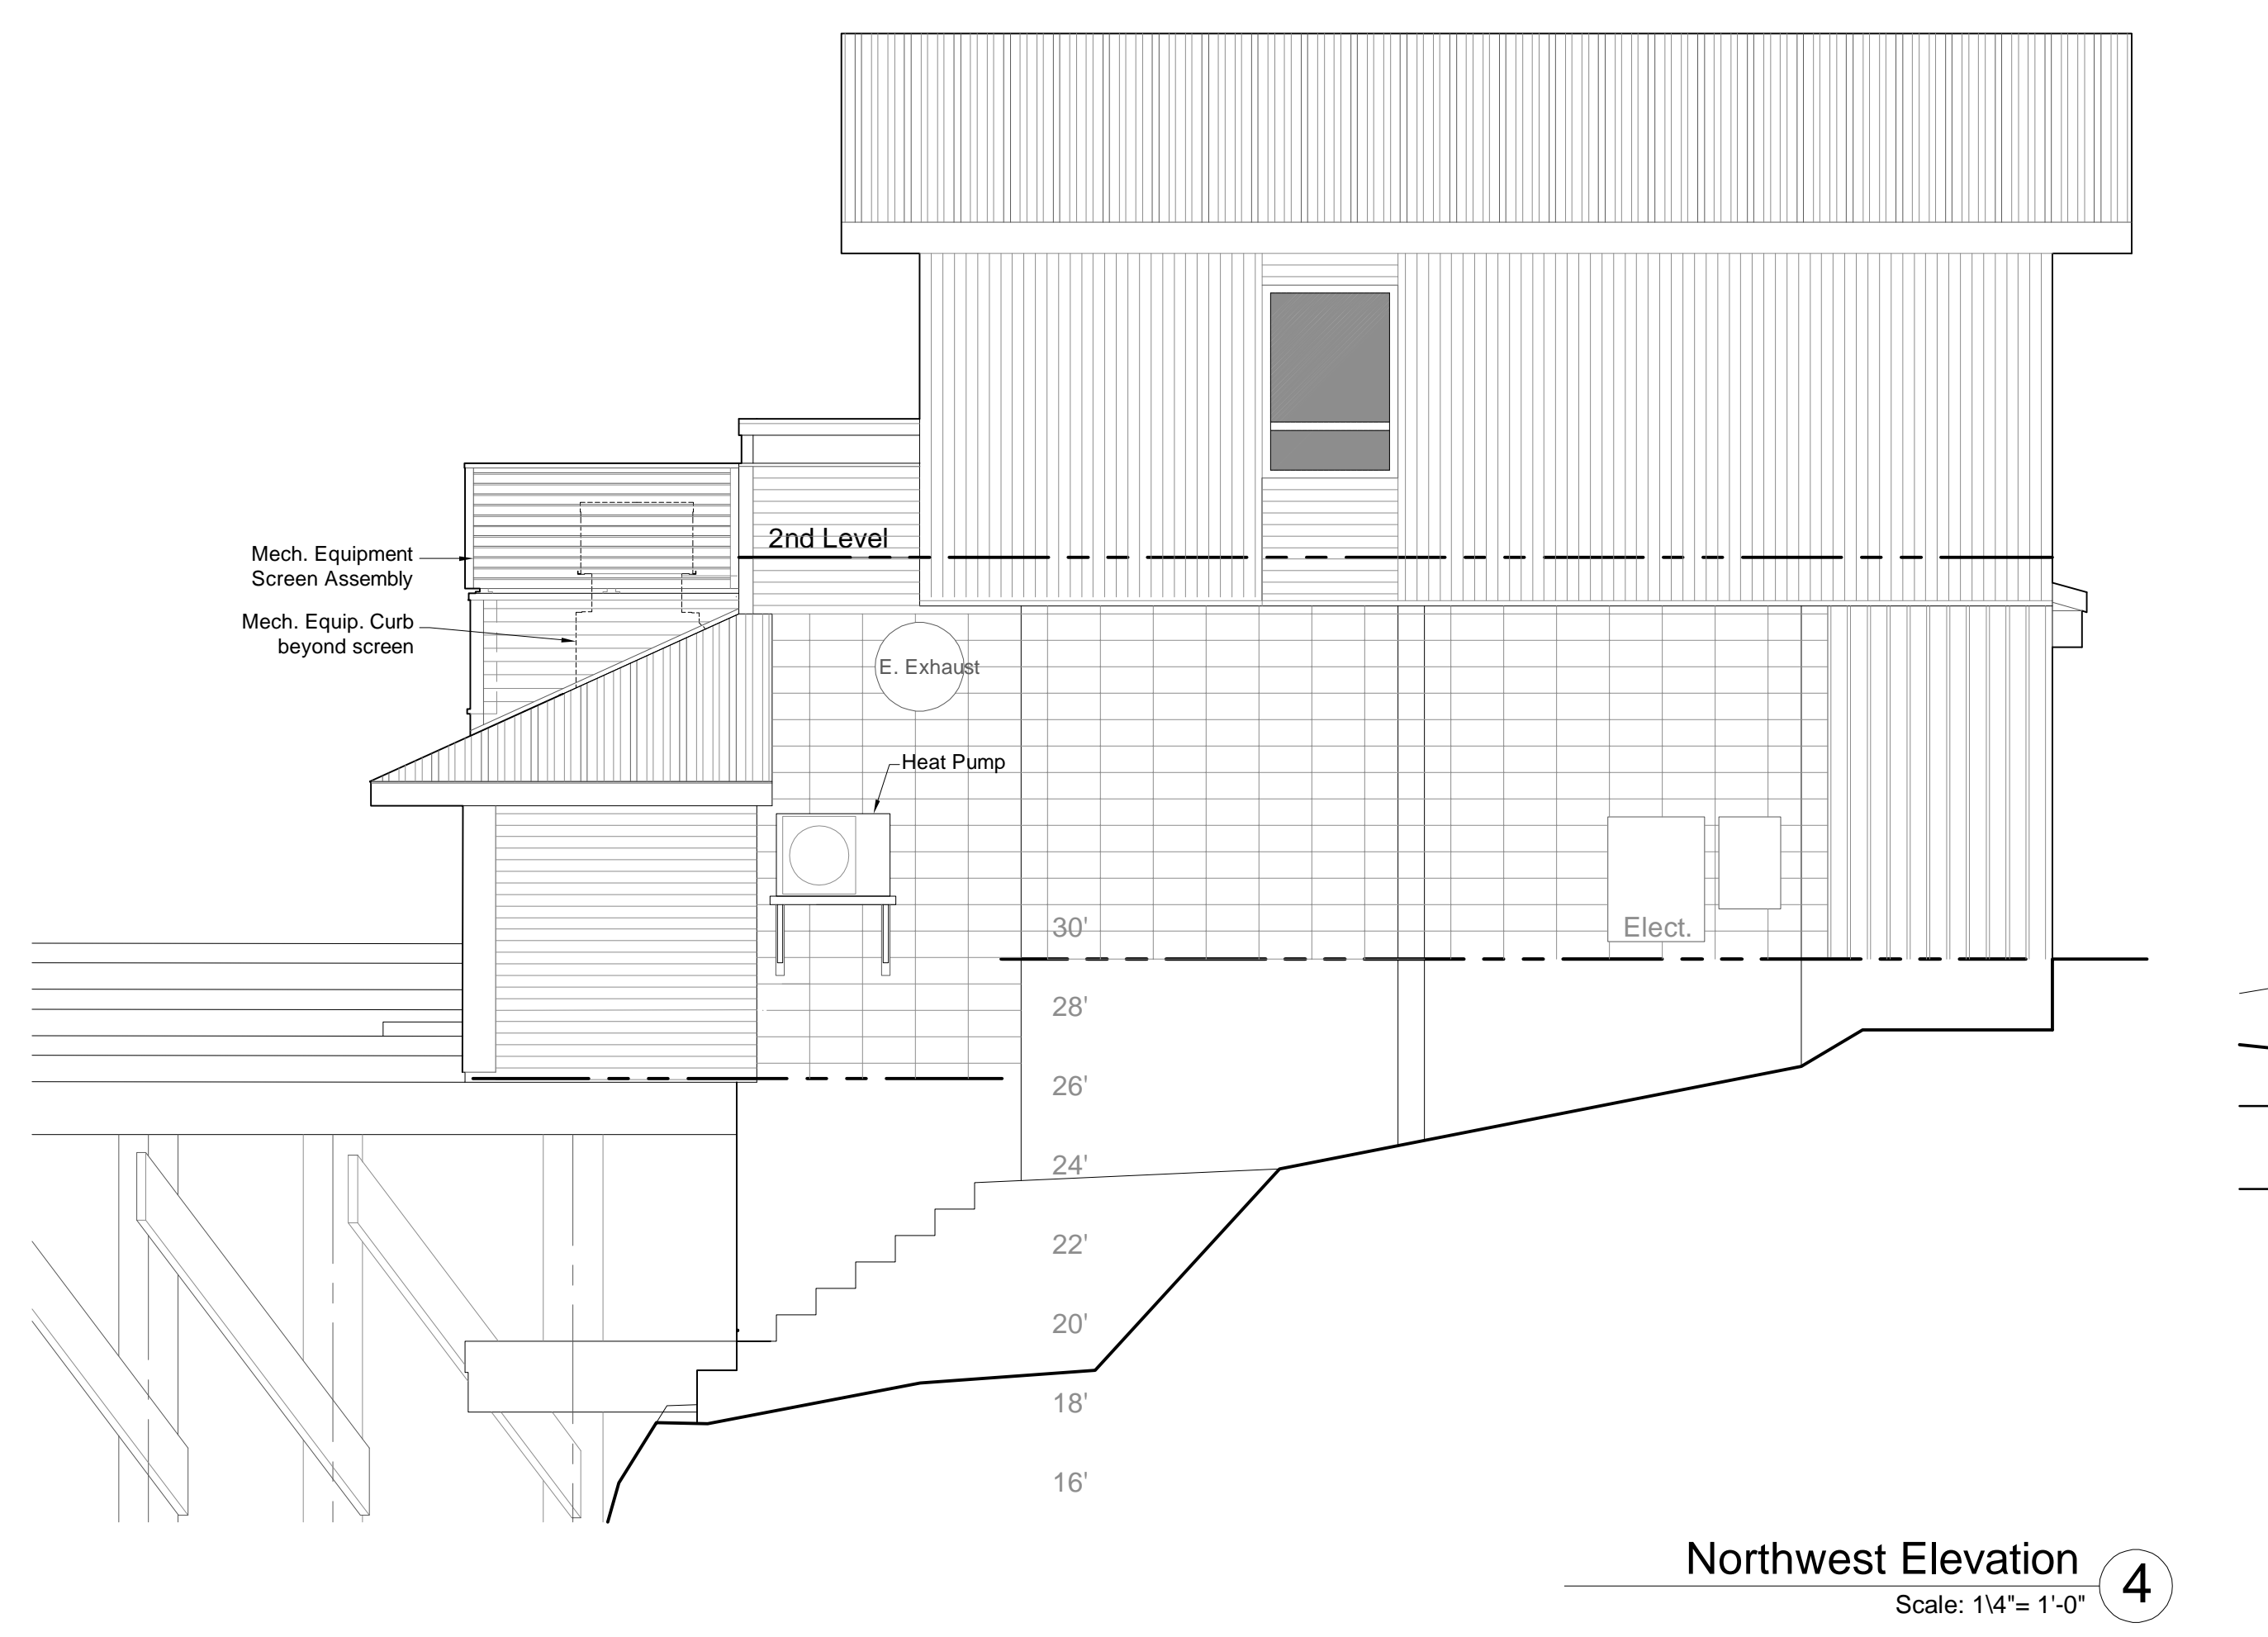 2nd Level
Mech. Equipment
Screen Assembly
Mech. Equip. Curb
beyond screen
E. Exhaust
Heat Pump
30'
Elect.
28'
26'
24'
22'
20'
18'
16'
Northwest Elevation
4
Scale: 1\4"= 1'-0"